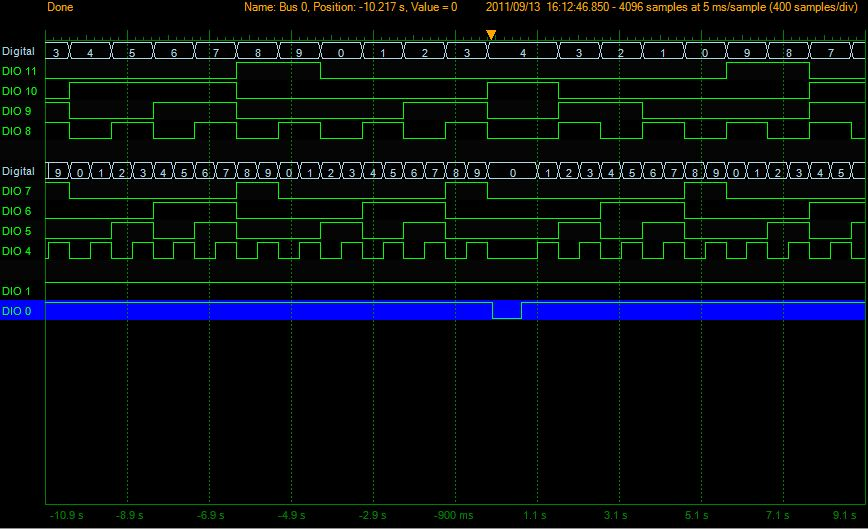 Done Name: Bus 0, Position: -10.217 s, Value = 0 2011/09/13 16:12:46.850 - 4096 samples at 5 ms/sample (400 samples/div)
Digital 3 4 5 6 7 8 9 0 1 2 3 4 3 2 1 0 9 8 7
DIO 11
DIO 10
DIO 9
DIO 8
Digital 9 0 1 2 3 4 5 6 7 8 9 0 1 2 3 4 5 6 7 8 9 0 1 2 3 4 5 6 7 8 9 0 1 2 3 4 5
DIO 7
DIO 6
DIO 5
DIO 4
DIO 1
DIO 0
-10.9 s -8.9 s -6.9 s -4.9 s -2.9 s -900 ms 1.1 s 3.1 s 5.1 s 7.1 s 9.1 s